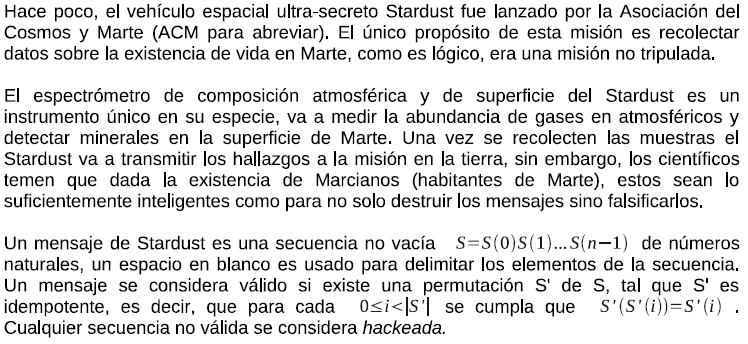 Hace poco, el vehículo espacial ultra-secreto Stardust fue lanzado por la Asociación del
Cosmos y Marte (ACM para abreviar). El único propósito de esta misión es recolectar
datos sobre la existencia de vida en Marte, como es lógico, era una misión no tripulada.
El espectrómetro de composición atmosférica y de superficie del Stardust es un
instrumento único en su especie, va a medir la abundancia de gases en atmosféricos y
detectar minerales en la superficie de Marte. Una vez se recolecten las muestras el
Stardust va a transmitir los hallazgos a la misión en la tierra, sin embargo, los científicos
temen que dada la existencia de Marcianos (habitantes de Marte), estos sean lo
suficientemente inteligentes como para no solo destruir los mensajes sino falsificarlos.
Un mensaje de Stardust es una secuencia no vacía S=S(0)S(1)...S(n−1) de números
naturales, un espacio en blanco es usado para delimitar los elementos de la secuencia.
Un mensaje se considera válido si existe una permutación S' de S, tal que S' es
idempotente, es decir, que para cada 0≤i<|S'| se cumpla que S'(S'(i))=S'(i) .
Cualquier secuencia no válida se considera hackeada.